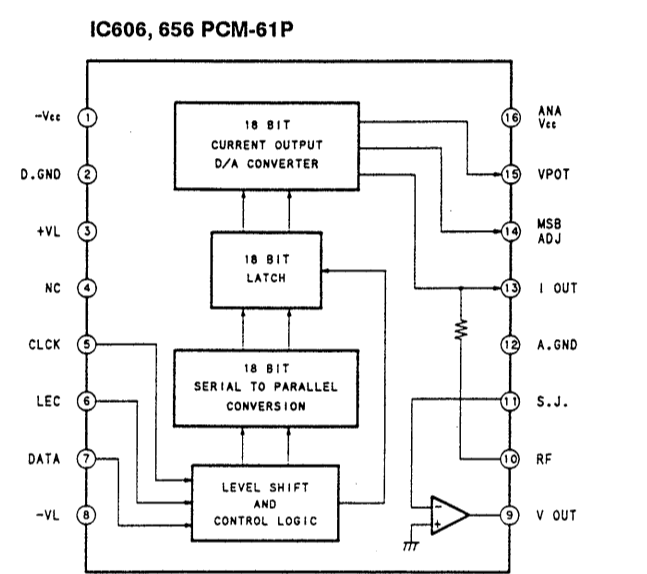 IC606, 656 PCM-61P
-Vcc
1
D.GND
2
+VL
3
NC
4
CLCK
5
LEC
6
DATA
7
-VL
8
18 BIT
CURRENT OUTPUT
D/A CONVERTER
18 BIT
LATCH
18 BIT
SERIAL TO PARALLEL
CONVERSION
LEVEL SHIFT
AND
CONTROL LOGIC
16
ANA
Vcc
15
VPOT
14
MSB
ADJ
13
I OUT
12
A.GND
11
S.J.
10
RF
-
+
9
V OUT